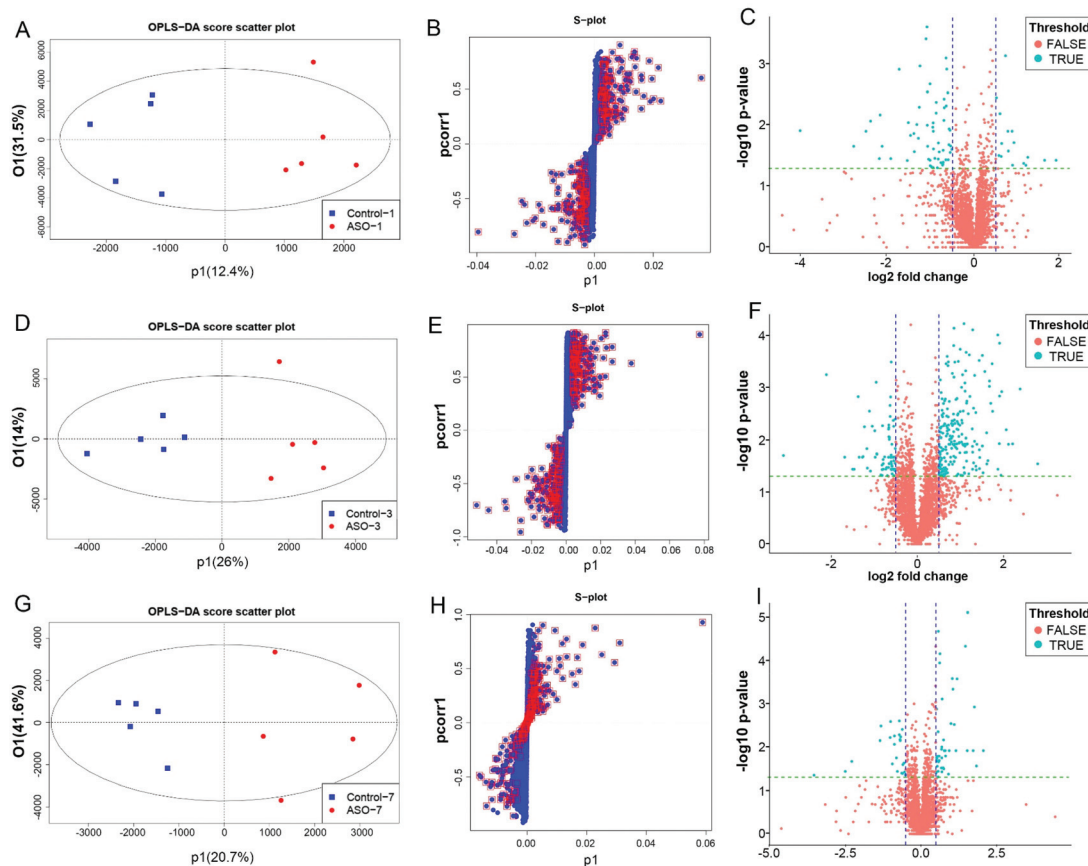 A
OPLS-DA score scatter plot
O1(31.5%)
6000
4000
2000
0
-2000
-6000
-2000
-1000
0
1000
2000
p1(12.4%)
Control-1
ASO-1
B
S-plot
pcorr1
0.5
0.0
-0.5
-0.04
-0.02
0.00
0.02
p1
C
-log10 p-value
3
2
1
0
-4
-2
0
2
log2 fold change
Threshold
FALSE
TRUE
D
OPLS-DA score scatter plot
O1(14%)
5000
0
-5000
-4000
-2000
0
2000
4000
p1(26%)
Control-3
ASO-3
E
S-plot
pcorr1
0.5
0.0
-0.5
-1.0
-0.04
-0.02
0.00
0.02
0.04
0.06
0.08
p1
F
-log10 p-value
4
3
2
1
0
-2
0
2
log2 fold change
Threshold
FALSE
TRUE
G
OPLS-DA score scatter plot
O1(41.6%)
4000
2000
0
-2000
-4000
-3000
-2000
-1000
0
1000
2000
3000
p1(20.7%)
Control-7
ASO-7
H
S-plot
pcorr1
1.0
0.5
0.0
-0.5
0.00
0.02
0.04
0.06
p1
I
-log10 p-value
5
4
3
2
1
0
-5.0
-2.5
0.0
2.5
log2 fold change
Threshold
FALSE
TRUE